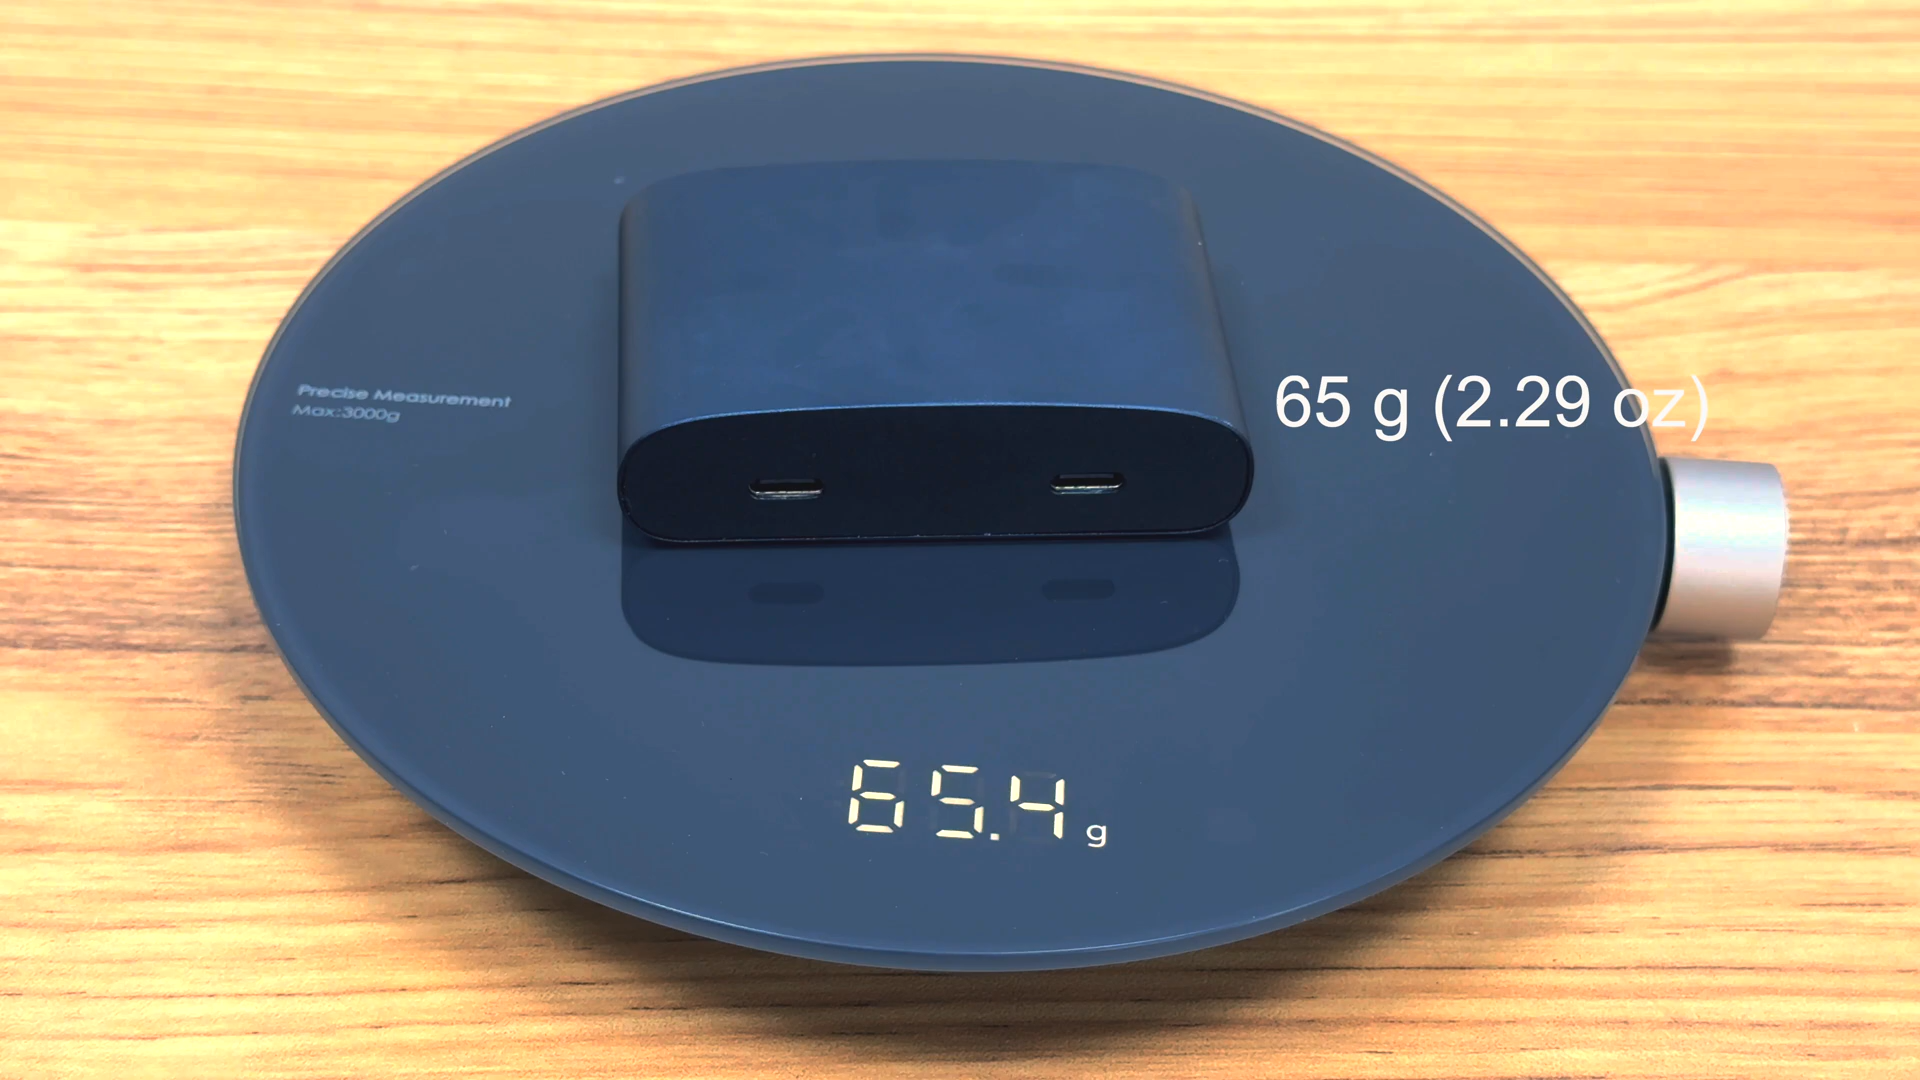 Precise Measurement
Max:3000g
65 g (2.29 oz)
65.4 g